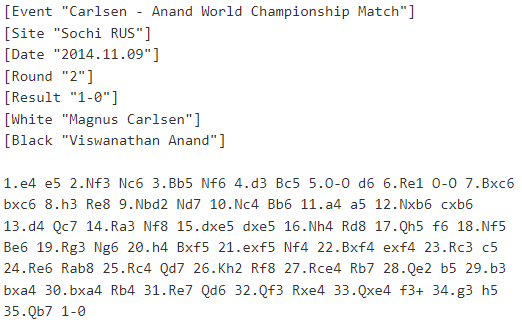 [Event "Carlsen - Anand World Championship Match"]
[Site "Sochi RUS"]
[Date "2014.11.09"]
[Round "2"]
[Result "1-0"]
[White "Magnus Carlsen"]
[Black "Viswanathan Anand"]

1.e4 e5 2.Nf3 Nc6 3.Bb5 Nf6 4.d3 Bc5 5.O-O d6 6.Re1 O-O 7.Bxc6
bxc6 8.h3 Re8 9.Nbd2 Nd7 10.Nc4 Bb6 11.a4 a5 12.Nxb6 cxb6
13.d4 Qc7 14.Ra3 Nf8 15.dxe5 dxe5 16.Nh4 Rd8 17.Qh5 f6 18.Nf5
Be6 19.Rg3 Ng6 20.h4 Bxf5 21.exf5 Nf4 22.Bxf4 exf4 23.Rc3 c5
24.Re6 Rab8 25.Rc4 Qd7 26.Kh2 Rf8 27.Rce4 Rb7 28.Qe2 b5 29.b3
bxa4 30.bxa4 Rb4 31.Re7 Qd6 32.Qf3 Rxe4 33.Qxe4 f3+ 34.g3 h5
35.Qb7 1-0